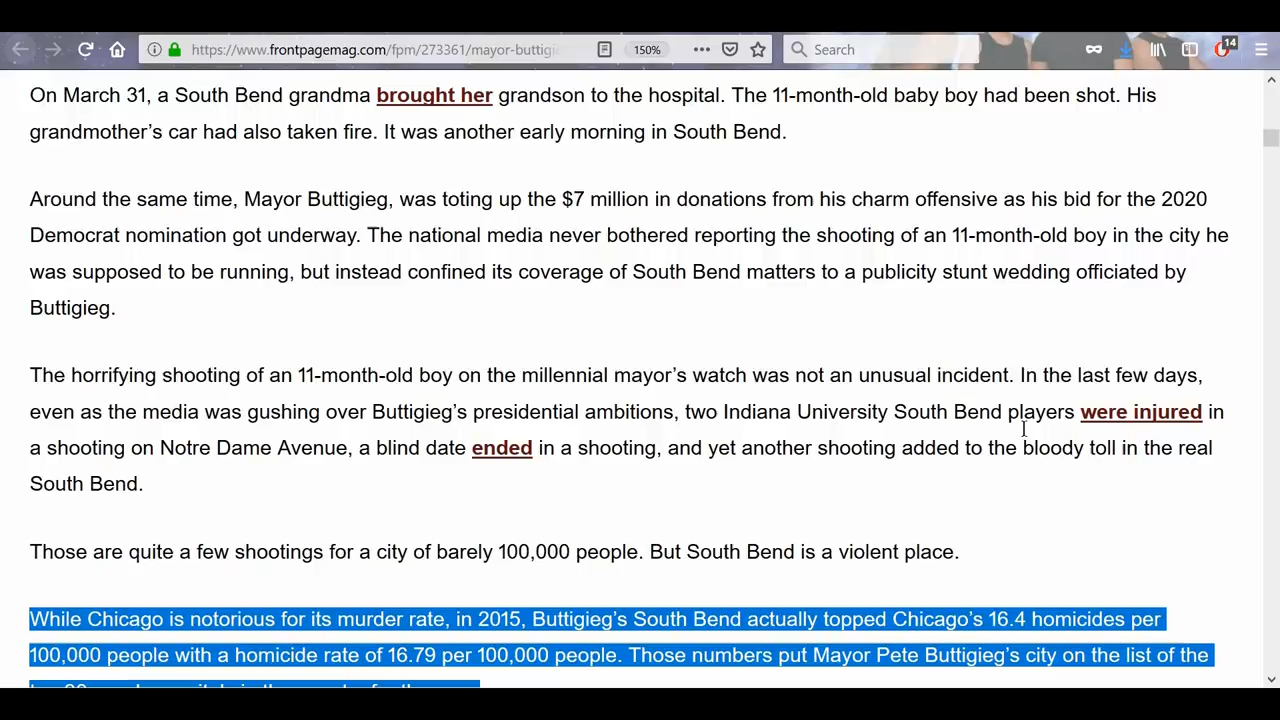 https://www.frontpagemag.com/fpm/273361/mayor-buttigie
150%
Search
14
On March 31, a South Bend grandma brought her grandson to the hospital. The 11-month-old baby boy had been shot. His
grandmother's car had also taken fire. It was another early morning in South Bend.
Around the same time, Mayor Buttigieg, was toting up the $7 million in donations from his charm offensive as his bid for the 2020
Democrat nomination got underway. The national media never bothered reporting the shooting of an 11-month-old boy in the city he
was supposed to be running, but instead confined its coverage of South Bend matters to a publicity stunt wedding officiated by
Buttigieg.
The horrifying shooting of an 11-month-old boy on the millennial mayor's watch was not an unusual incident. In the last few days,
even as the media was gushing over Buttigieg's presidential ambitions, two Indiana University South Bend players were injured in
a shooting on Notre Dame Avenue, a blind date ended in a shooting, and yet another shooting added to the bloody toll in the real
South Bend.
Those are quite a few shootings for a city of barely 100,000 people. But South Bend is a violent place.
While Chicago is notorious for its murder rate, in 2015, Buttigieg's South Bend actually topped Chicago's 16.4 homicides per
100,000 people with a homicide rate of 16.79 per 100,000 people. Those numbers put Mayor Pete Buttigieg's city on the list of the